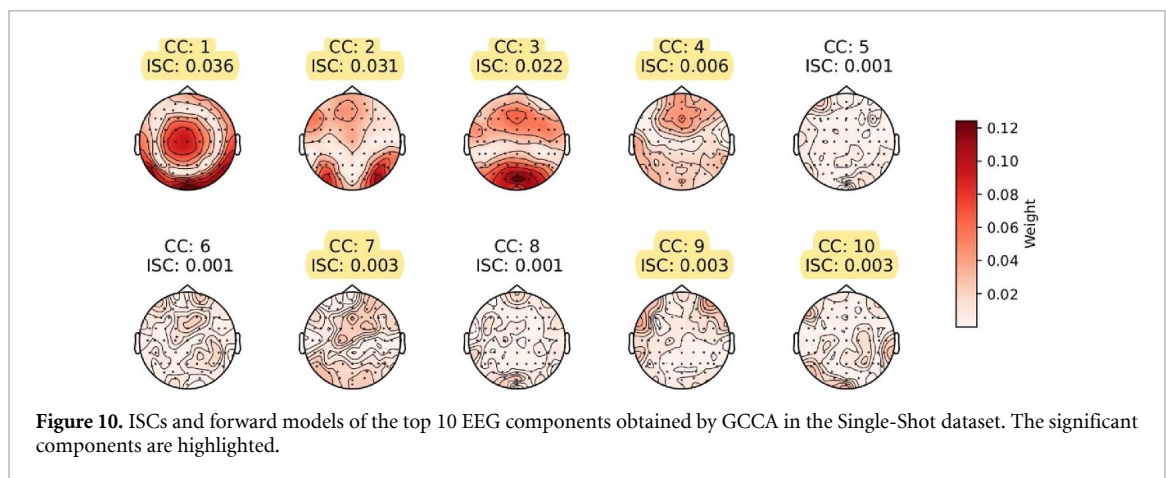 CC: 1
ISC: 0.036
CC: 2
ISC: 0.031
CC: 3
ISC: 0.022
CC: 4
ISC: 0.006
CC: 5
ISC: 0.001
CC: 6
ISC: 0.001
CC: 7
ISC: 0.003
CC: 8
ISC: 0.001
CC: 9
ISC: 0.003
CC: 10
ISC: 0.003
0.12
0.10
0.08
0.06
0.04
0.02
Weight
Figure 10. ISCs and forward models of the top 10 EEG components obtained by GCCA in the Single-Shot dataset. The significant
components are highlighted.